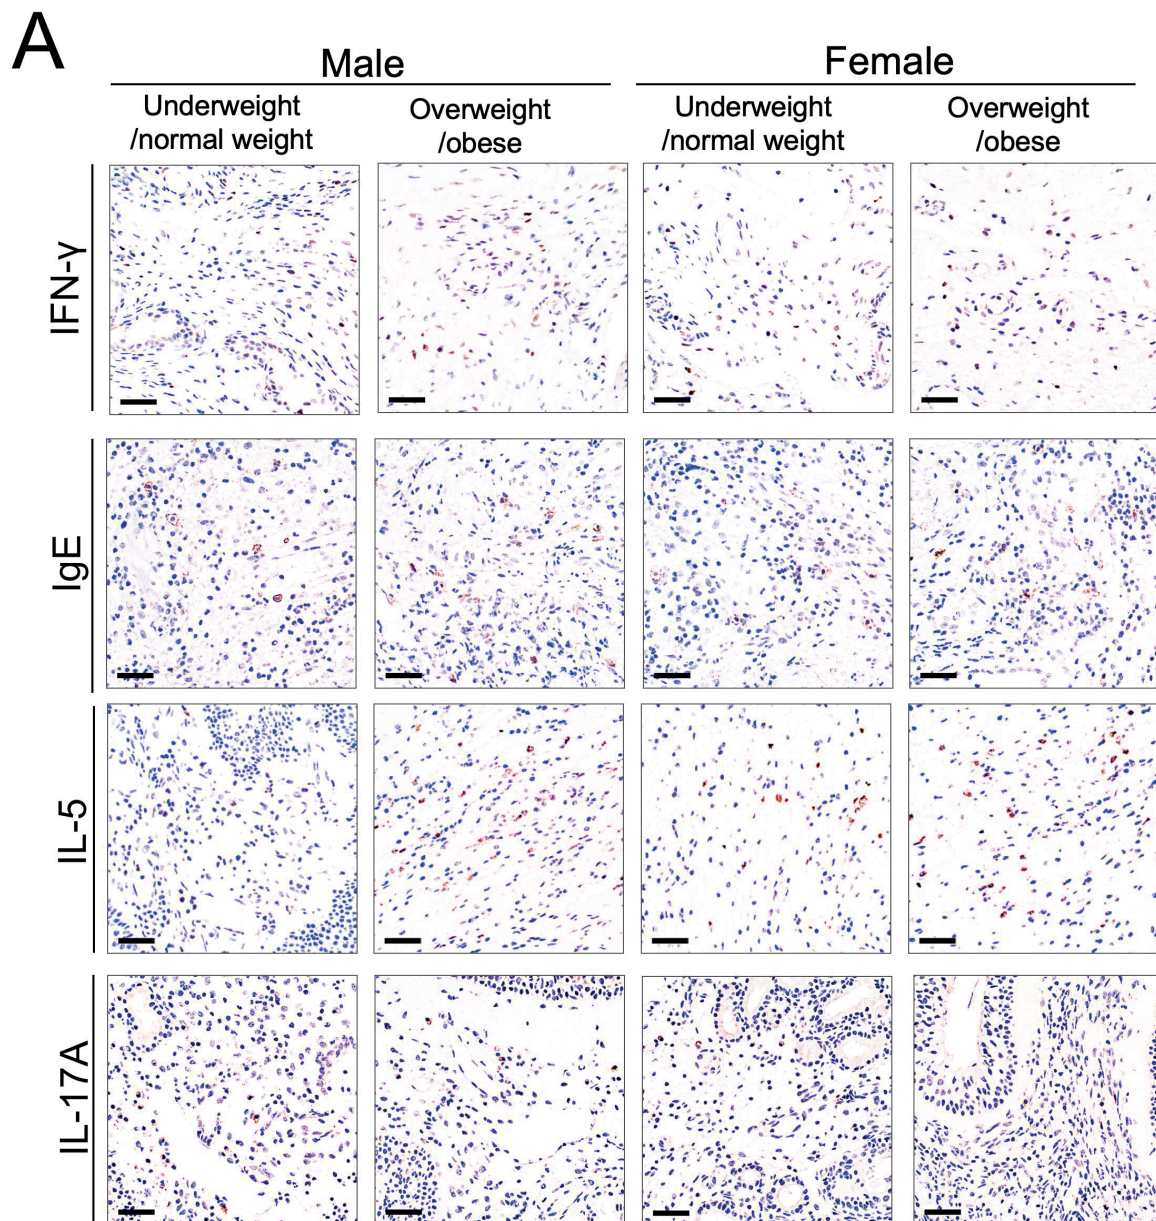 A
Male
Female
Underweight
/normal weight
Overweight
/obese
Underweight
/normal weight
Overweight
/obese
IFN-γ
IgE
IL-5
IL-17A